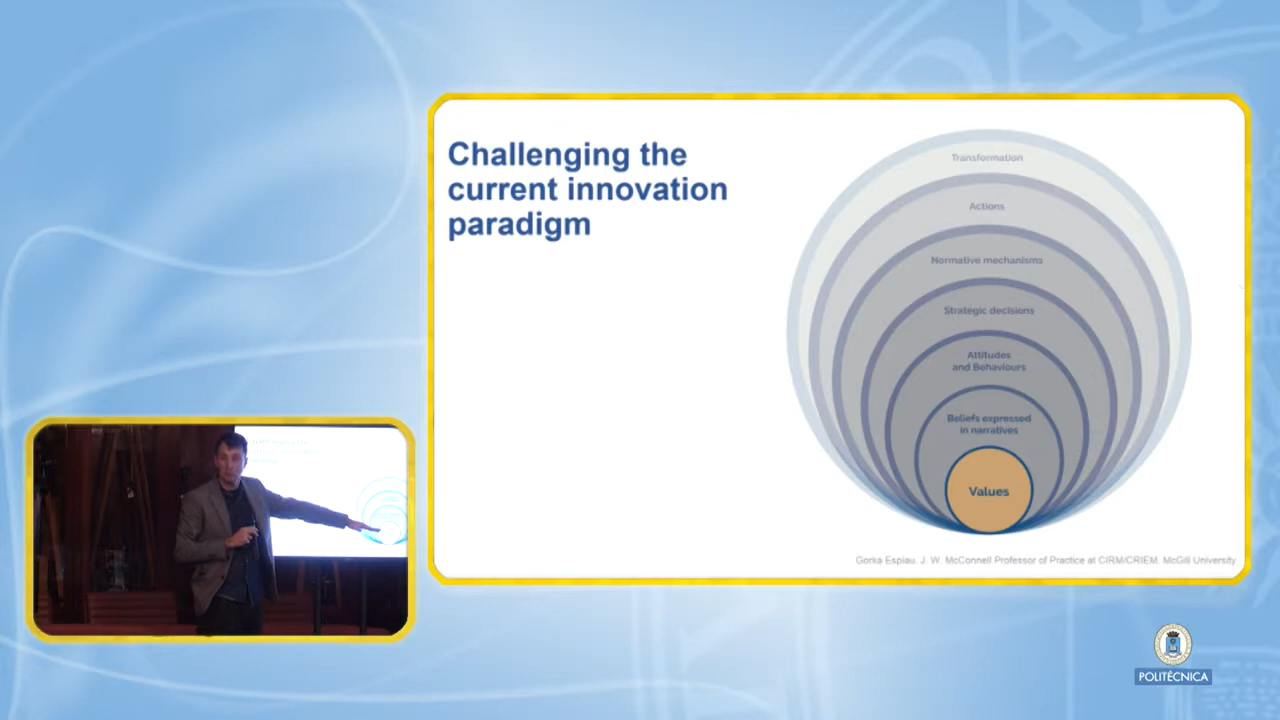 Challenging the
current innovation
paradigm
Transformation
Actions
Normative mechanisms
Strategic decisions
Attitudes
and Behaviours
Beliefs expressed
in narratives
Values
Gorka Espiau. J. W. McConnell Professor of Practice at CIRM/CRIEM. McGill University
POLITÉCNICA